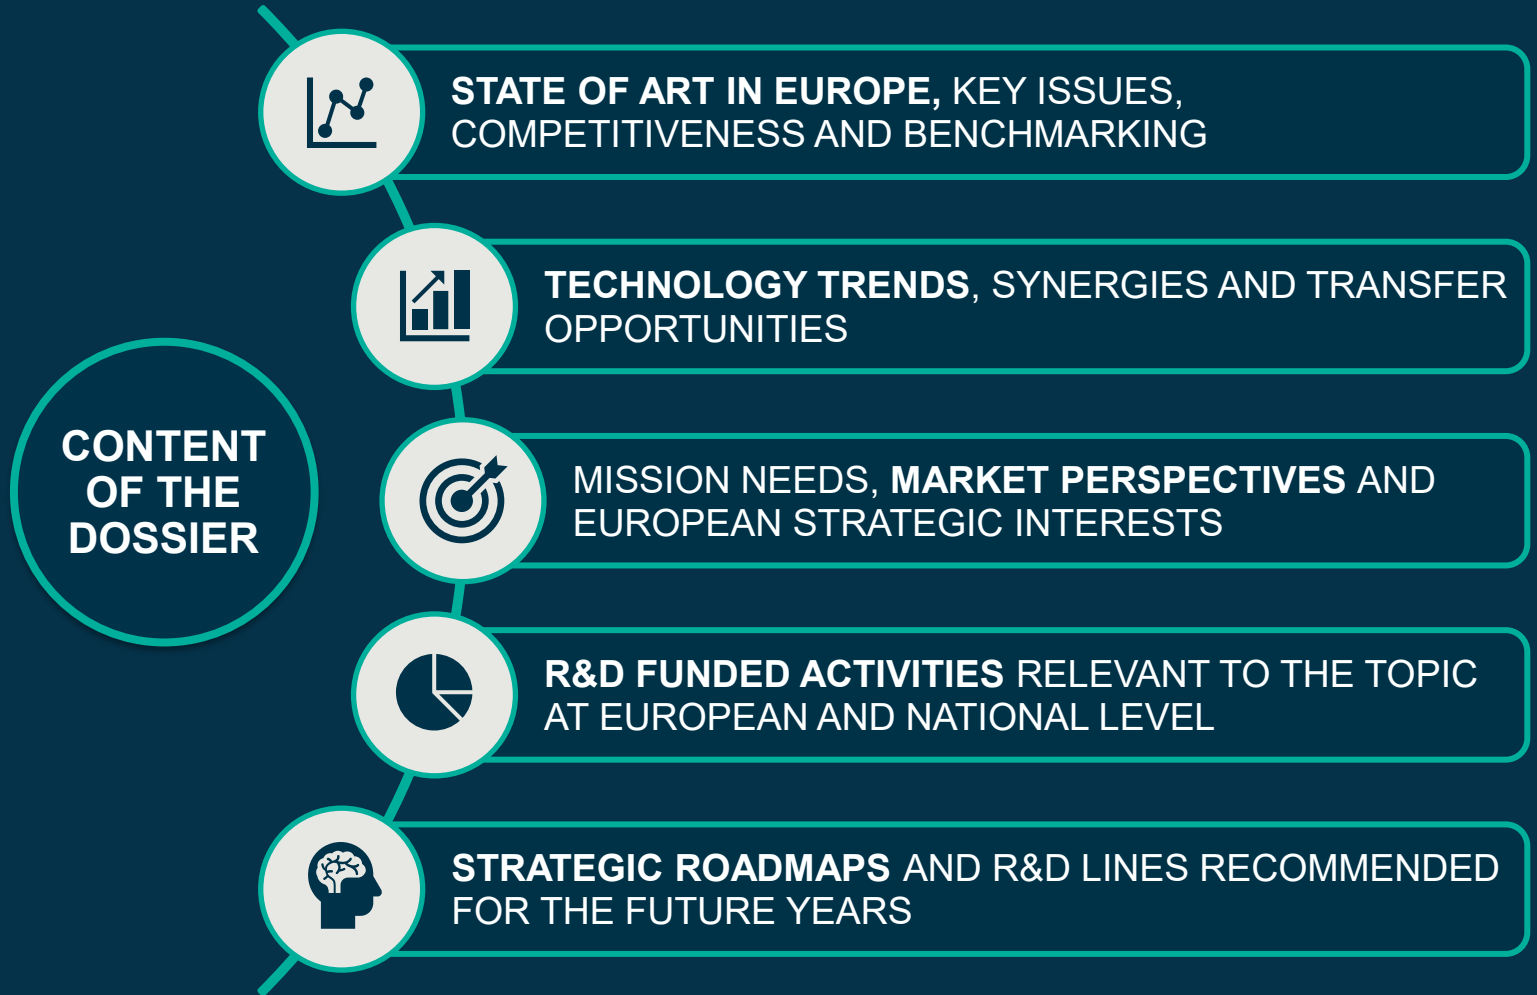 CONTENT
OF THE
DOSSIER
STATE OF ART IN EUROPE, KEY ISSUES,
COMPETITIVENESS AND BENCHMARKING
TECHNOLOGY TRENDS, SYNERGIES AND TRANSFER
OPPORTUNITIES
MISSION NEEDS, MARKET PERSPECTIVES AND
EUROPEAN STRATEGIC INTERESTS
R&D FUNDED ACTIVITIES RELEVANT TO THE TOPIC
AT EUROPEAN AND NATIONAL LEVEL
STRATEGIC ROADMAPS AND R&D LINES RECOMMENDED
FOR THE FUTURE YEARS